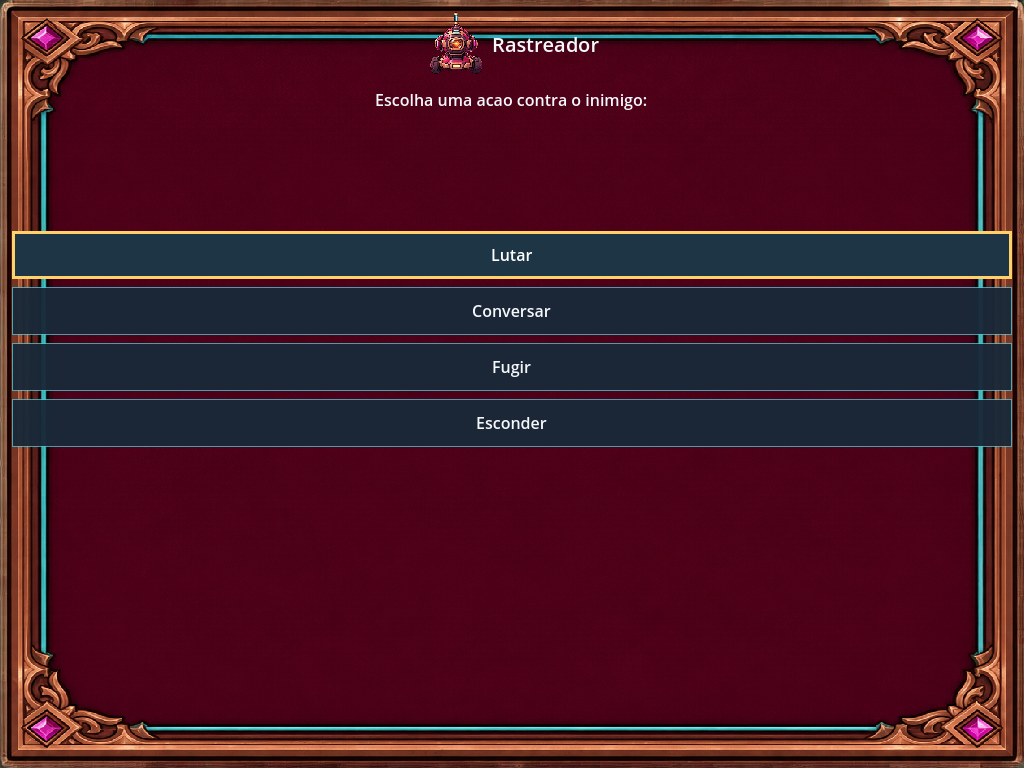 Rastreador
Escolha uma acao contra o inimigo:
Lutar
Conversar
Fugir
Esconder